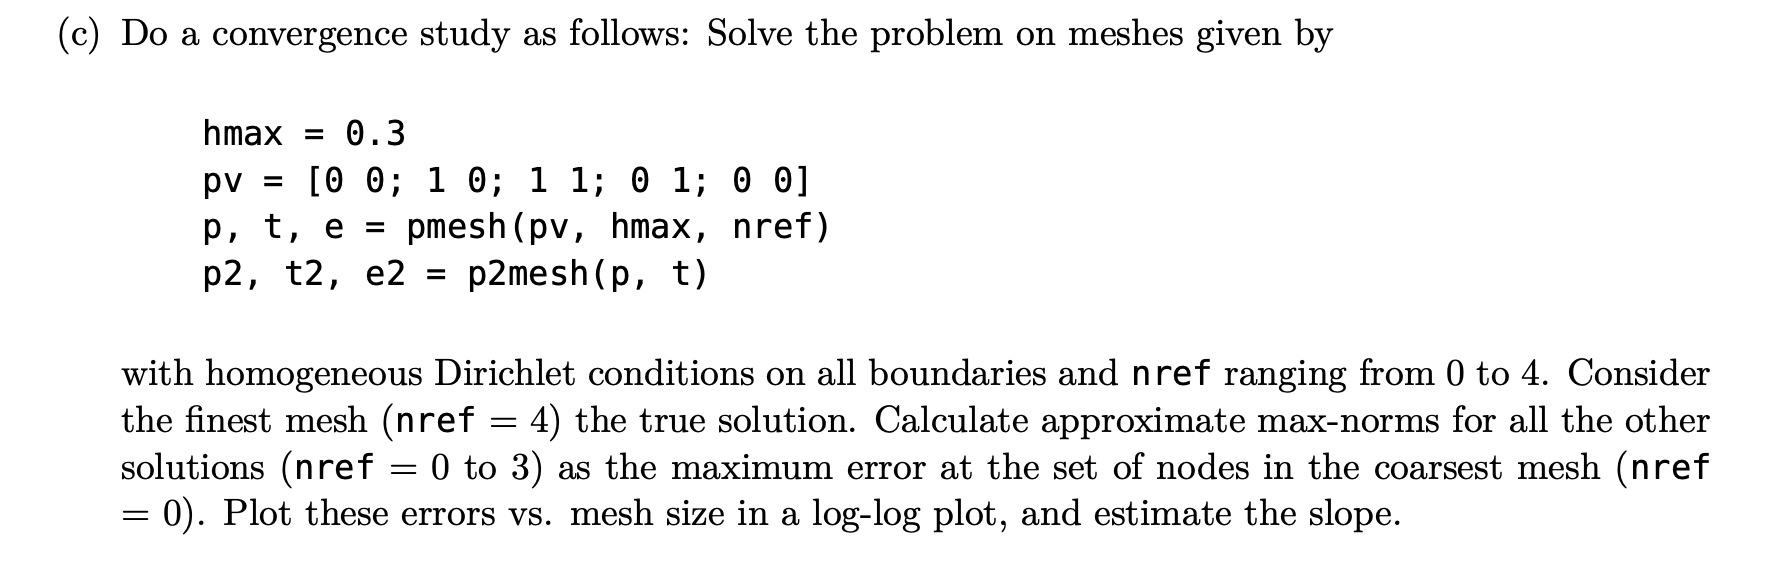 (c) Do a convergence study as follows: Solve the problem on meshes given by
hmax = 0.3
pv = [0 0; 1 0; 1 1; 0 1; 0 0]
p, t, e = pmesh(pv, hmax, nref)
p2, t2, e2 = p2mesh(p, t)
with homogeneous Dirichlet conditions on all boundaries and nref ranging from 0 to 4. Consider
the finest mesh (nref = 4) the true solution. Calculate approximate max-norms for all the other
solutions (nref = 0 to 3) as the maximum error at the set of nodes in the coarsest mesh (nref
= 0). Plot these errors vs. mesh size in a log-log plot, and estimate the slope.